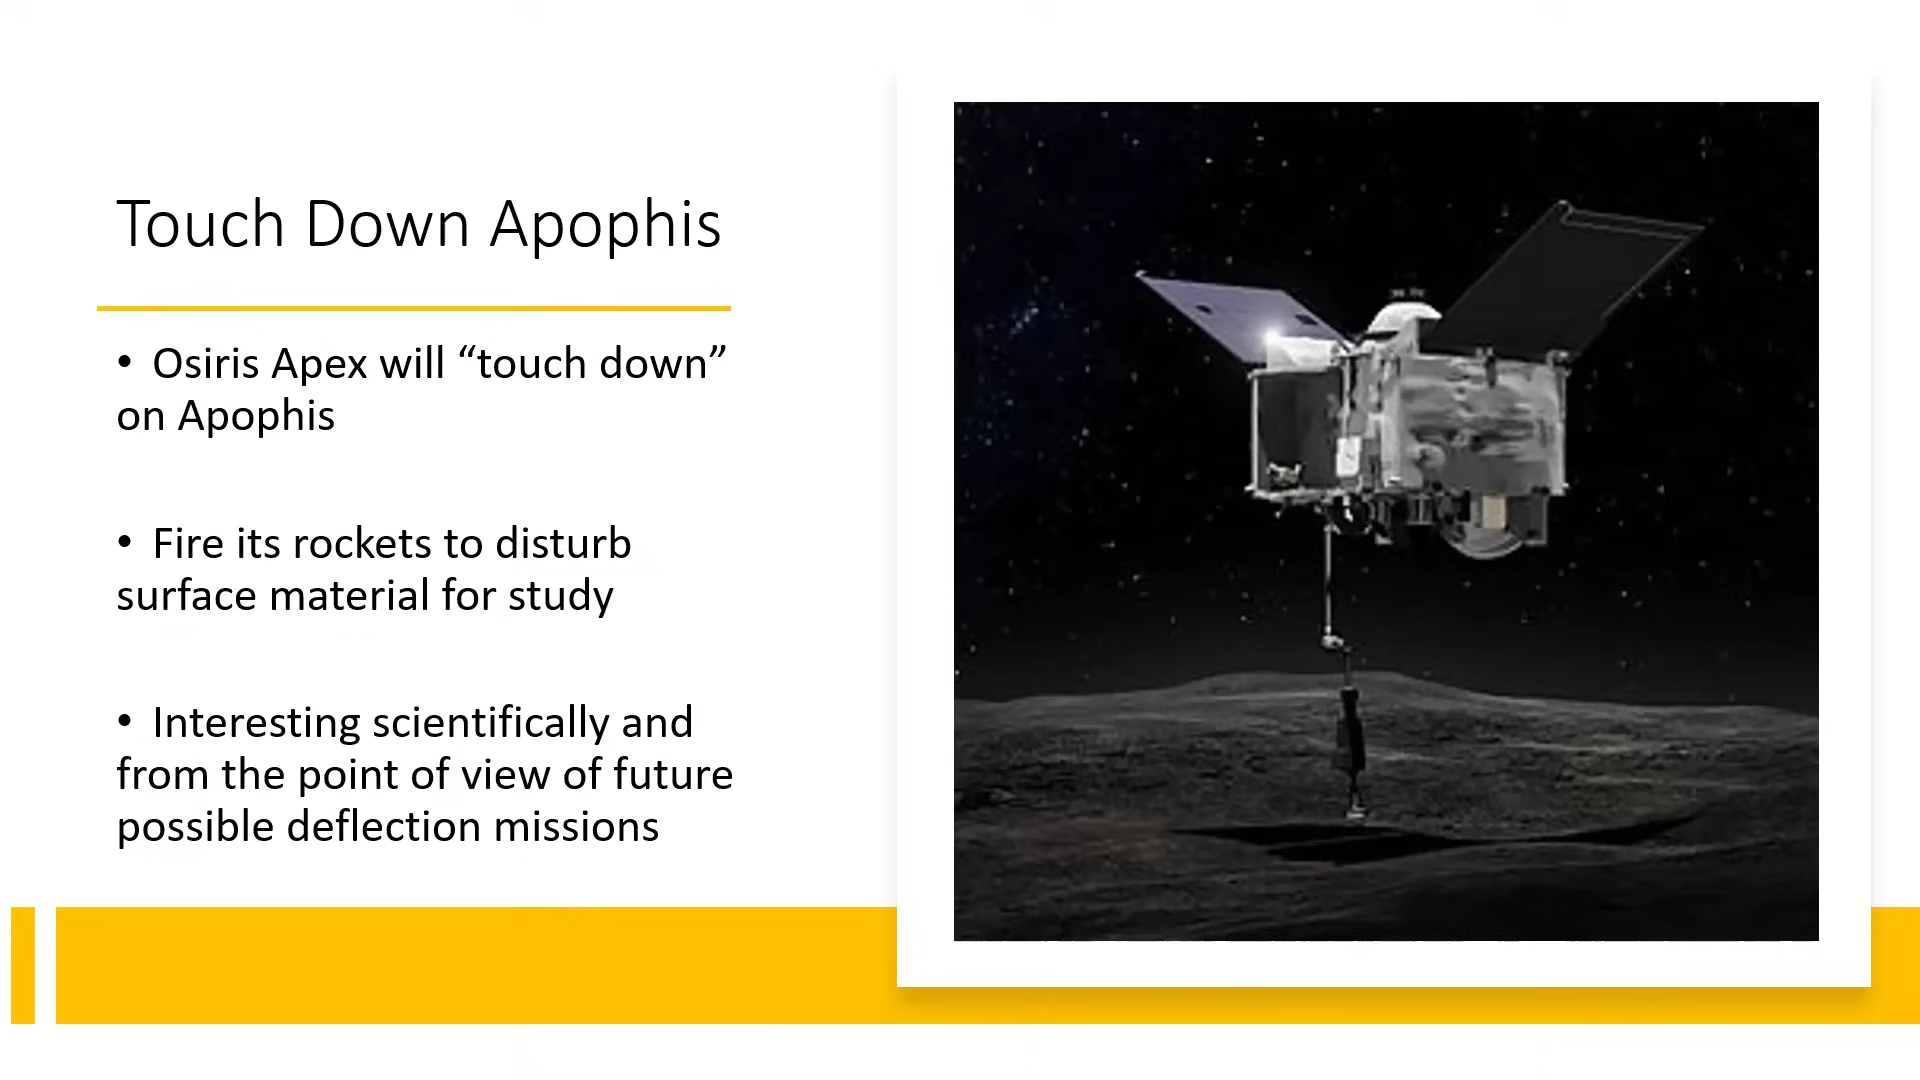 Touch Down Apophis
• Osiris Apex will “touch down”
on Apophis
• Fire its rockets to disturb
surface material for study
• Interesting scientifically and
from the point of view of future
possible deflection missions